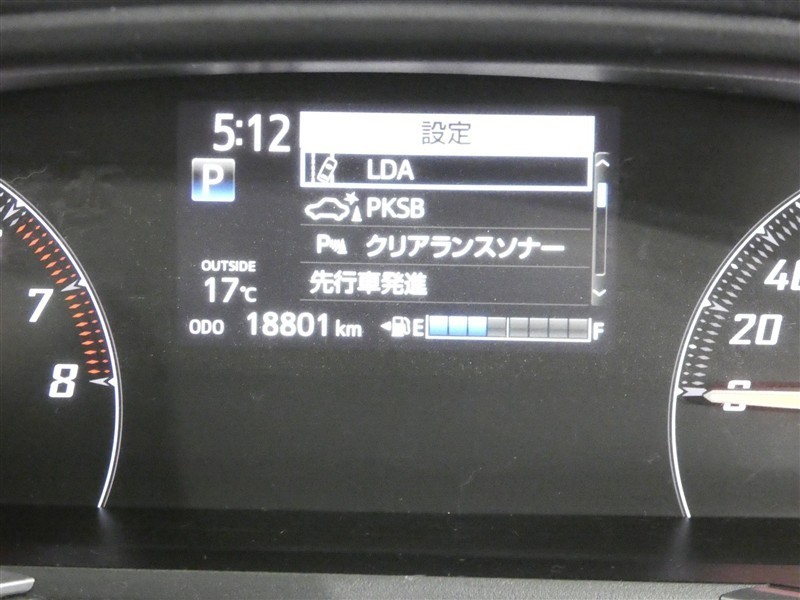 5:12
設定
LDA
P
PKSB
P クリアランスソナー
OUTSIDE
17℃
先行車発進
ODO 18801 km
E F
7
8
40
20
0